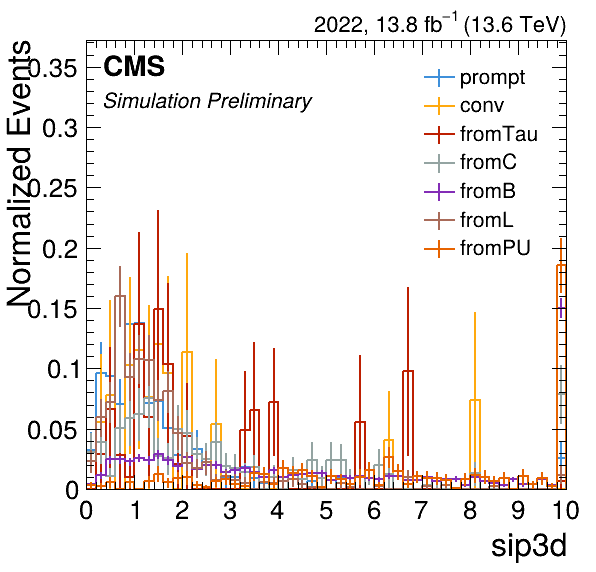 2022, 13.8 fb⁻¹ (13.6 TeV)
CMS
Simulation Preliminary
prompt
conv
fromTau
fromC
fromB
fromL
fromPU
Normalized Events
0.35
0.3
0.25
0.2
0.15
0.1
0.05
0
0 1 2 3 4 5 6 7 8 9 10
sip3d